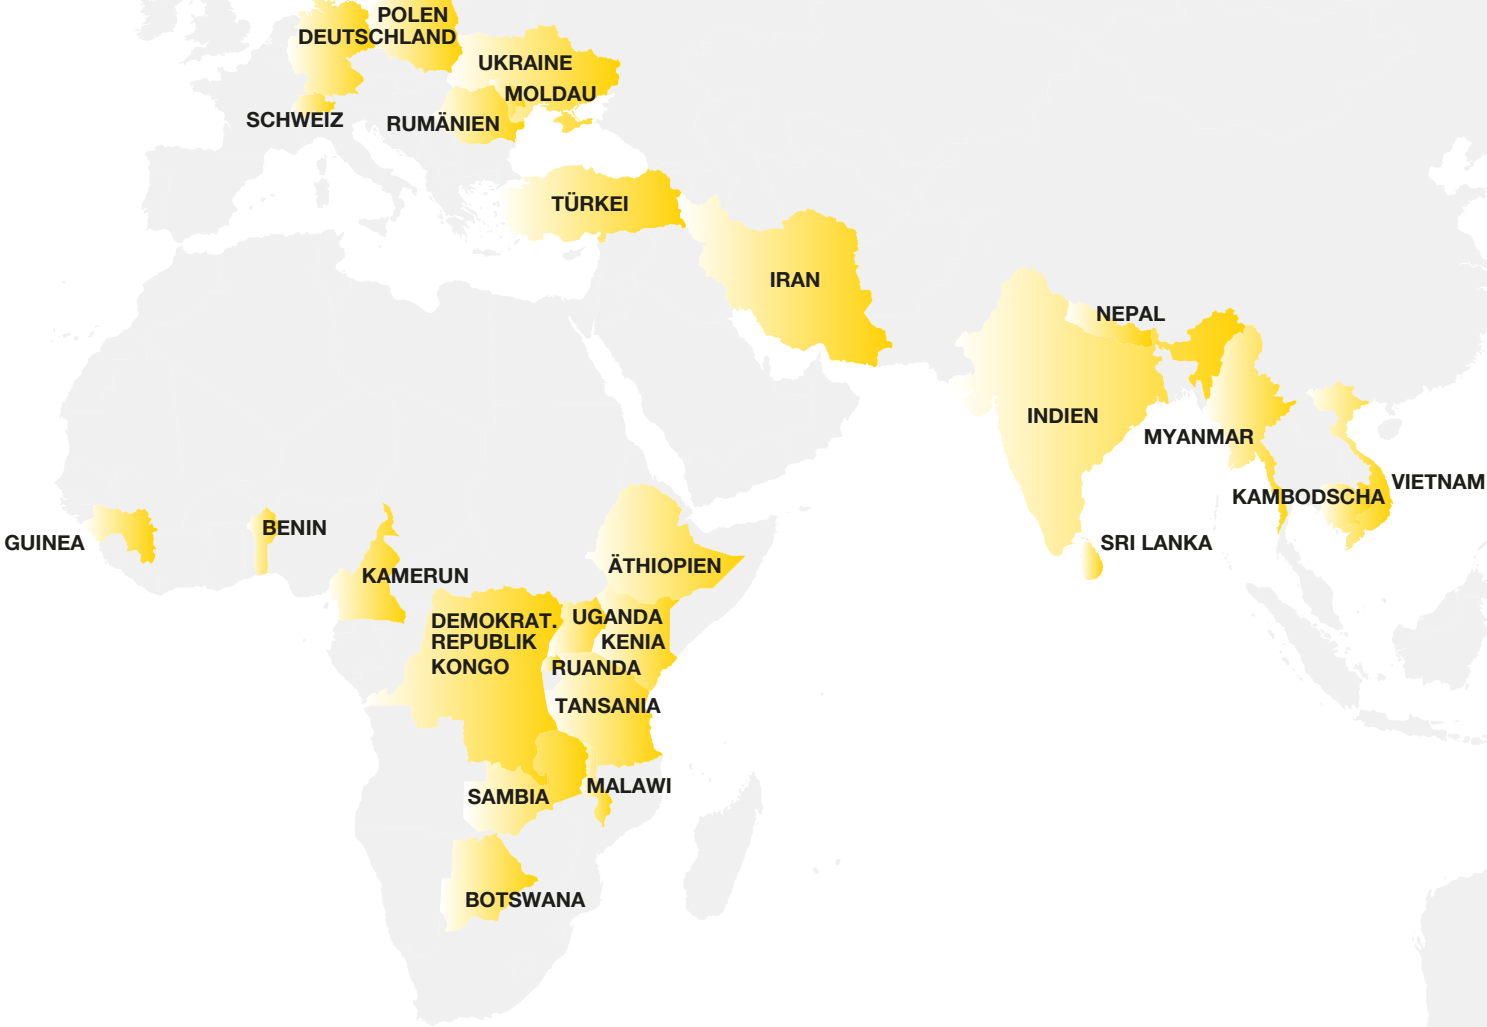 POLEN
DEUTSCHLAND
UKRAINE
MOLDAU
SCHWEIZ
RUMÄNIEN
TÜRKEI
IRAN
NEPAL
INDIEN
MYANMAR
VIETNAM
KAMBODSCHA
SRI LANKA
GUINEA
BENIN
KAMERUN
ÄTHIOPIEN
DEMOKRAT.
REPUBLIK
KONGO
UGANDA
KENIA
RUANDA
TANSANIA
MALAWI
SAMBIA
BOTSWANA